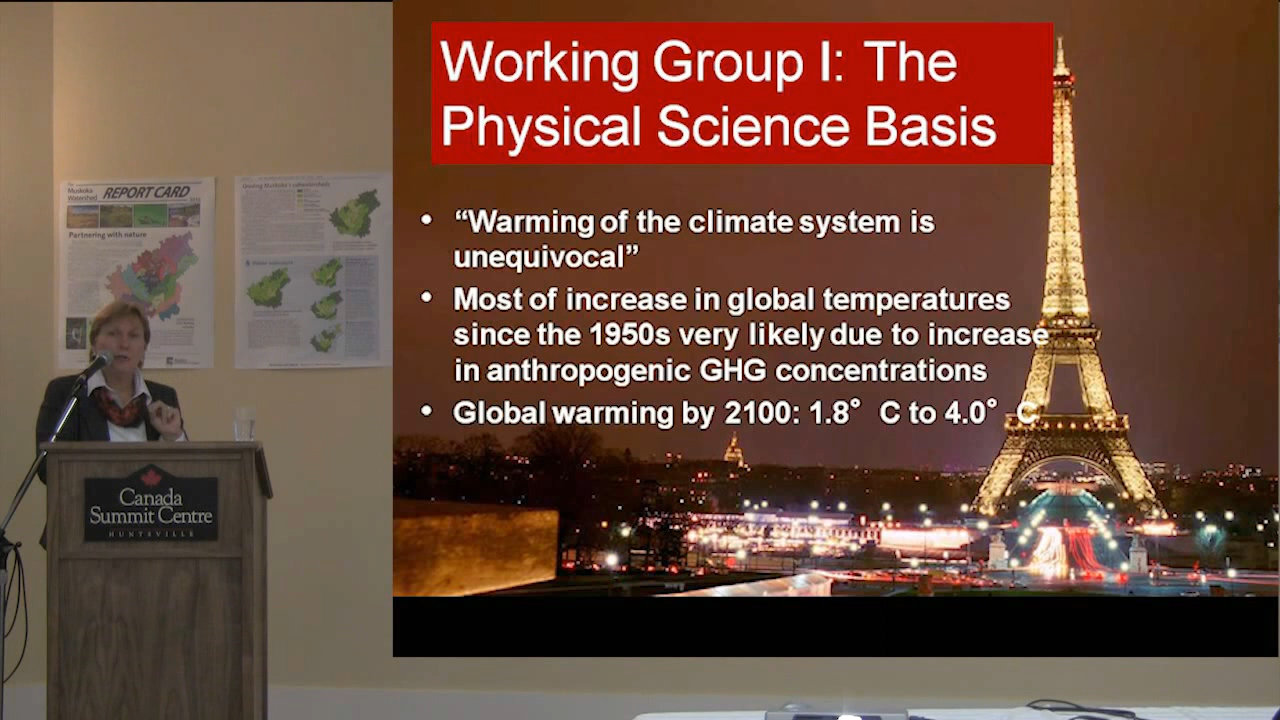 Working Group I: The
Physical Science Basis
• “Warming of the climate system is
unequivocal”
• Most of increase in global temperatures
since the 1950s very likely due to increase
in anthropogenic GHG concentrations
• Global warming by 2100: 1.8° C to 4.0° C
Muskoka
Watershed
REPORT CARD
Partnering with nature
Canada
Summit Centre
HUNTSVILLE